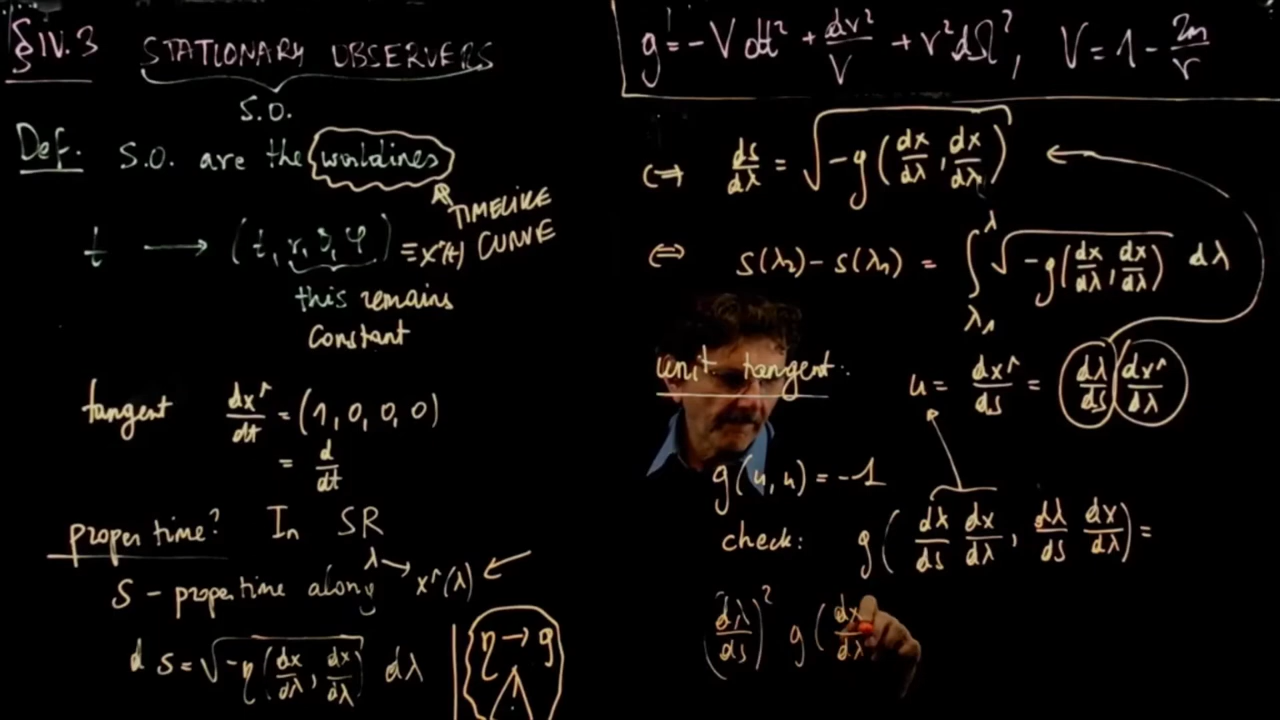 §IV.3 STATIONARY OBSERVERS
S.O.
Def. S.O. are the worldlines
TIMELIKE
CURVE
t → (t, r, ϑ, φ) ≡ x^μ(t)
this remains
constant
tangent dx^μ/dt = (1, 0, 0, 0)
= d/dt
proper time? In SR
s - proper time along λ → x^μ(λ)
ds = √(-η(dx/dλ, dx/dλ)) dλ
η → g
g = -V dt² + dr²/V + r² dΩ², V = 1 - 2m/r
⇔ ds/dλ = √(-g(dx/dλ, dx/dλ))
⇔ s(λ₂) - s(λ₁) = ∫_{λ₁}^{λ} √(-g(dx/dλ, dx/dλ)) dλ
unit tangent: u = dx^μ/ds = dλ/ds dx^μ/dλ
g(u, u) = -1
check: g(dλ/ds dx/dλ, dλ/ds dx/dλ) =
(dλ/ds)² g(dx/dλ